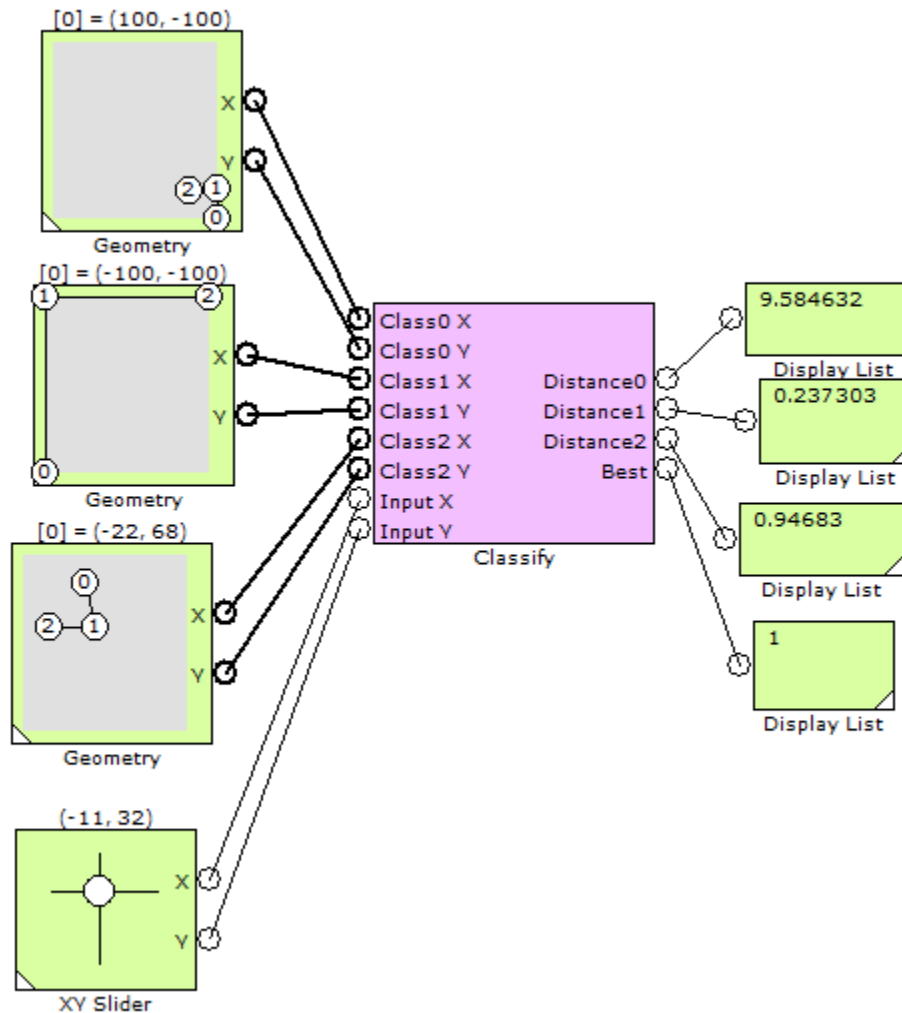 [0] = (100, -100)
X
Y
2
1
0
Geometry
[0] = (-100, -100)
1
2
X
Y
0
Geometry
[0] = (-22, 68)
0
2
1
X
Y
Geometry
(-11, 32)
X
Y
XY Slider
Class0 X
Class0 Y
Class1 X
Class1 Y
Class2 X
Class2 Y
Input X
Input Y
Distance0
Distance1
Distance2
Best
Classify
9.584632
Display List
0.237303
Display List
0.94683
Display List
1
Display List